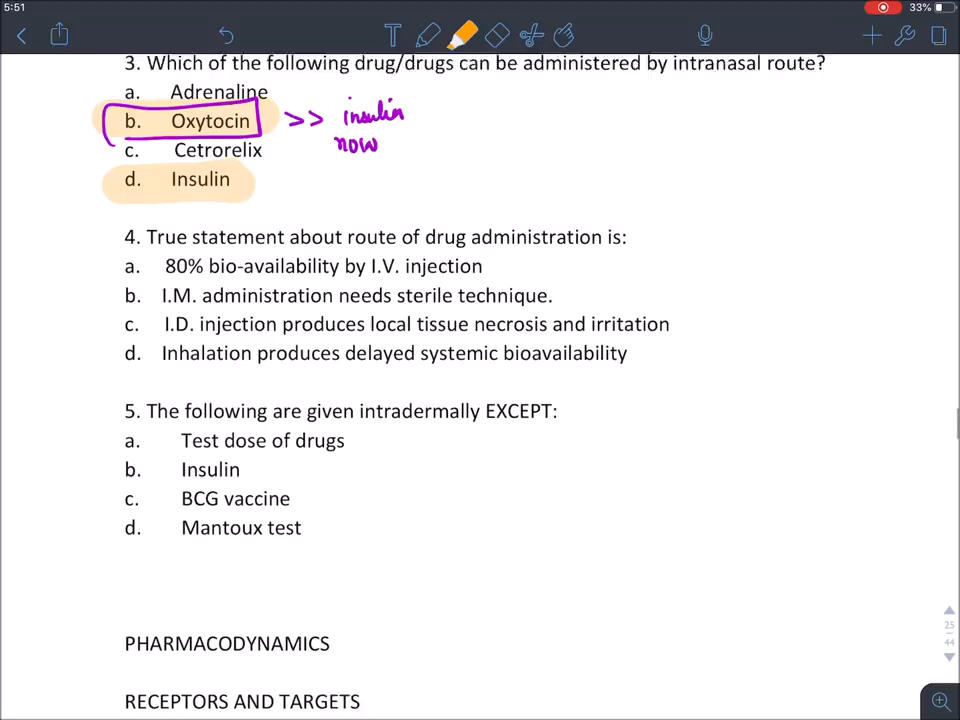 5:51
33%
3. Which of the following drug/drugs can be administered by intranasal route?
a. Adrenaline
b. Oxytocin >> insulin
now
c. Cetrorelix
d. Insulin
4. True statement about route of drug administration is:
a. 80% bio-availability by I.V. injection
b. I.M. administration needs sterile technique.
c. I.D. injection produces local tissue necrosis and irritation
d. Inhalation produces delayed systemic bioavailability
5. The following are given intradermally EXCEPT:
a. Test dose of drugs
b. Insulin
c. BCG vaccine
d. Mantoux test
25
44
PHARMACODYNAMICS
RECEPTORS AND TARGETS